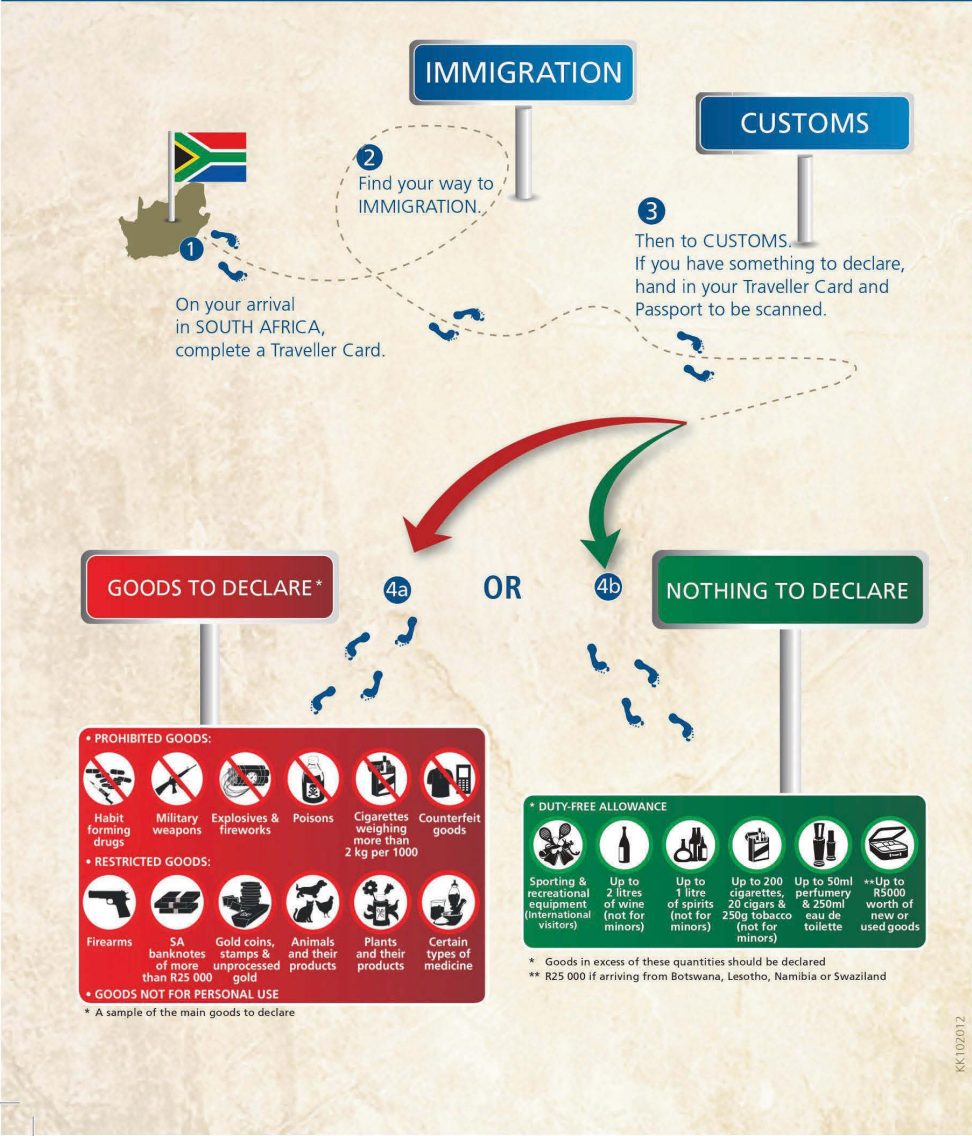 IMMIGRATION
CUSTOMS
2
Find your way to
IMMIGRATION.
3
Then to CUSTOMS.
If you have something to declare,
hand in your Traveller Card and
Passport to be scanned.
1
On your arrival
in SOUTH AFRICA,
complete a Traveller Card.
GOODS TO DECLARE*
4a
OR
4b
NOTHING TO DECLARE
• PROHIBITED GOODS:
Habit
forming
drugs
Military
weapons
Explosives &
fireworks
Poisons
Cigarettes
weighing
more than
2 kg per 1000
Counterfeit
goods
• RESTRICTED GOODS:
Firearms
SA
banknotes
of more
than R25 000
Gold coins,
stamps &
unprocessed
gold
Animals
and their
products
Plants
and their
products
Certain
types of
medicine
• GOODS NOT FOR PERSONAL USE
* A sample of the main goods to declare
* DUTY-FREE ALLOWANCE
Sporting &
recreational
equipment
(International
visitors)
Up to
2 litres
of wine
(not for
minors)
Up to
1 litre
of spirits
(not for
minors)
Up to 200
cigarettes,
20 cigars &
250g tobacco
(not for
minors)
Up to 50ml
perfumery
& 250ml
eau de
toilette
**Up to
R5000
worth of
new or
used goods
* Goods in excess of these quantities should be declared
** R25 000 if arriving from Botswana, Lesotho, Namibia or Swaziland
KK102012